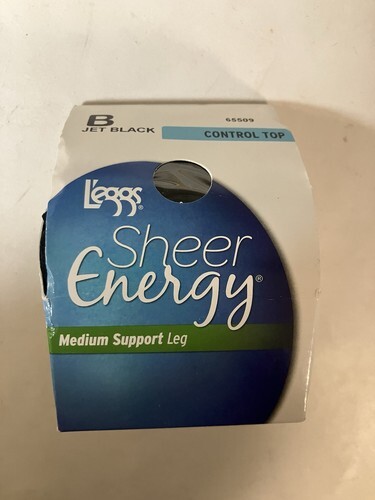 B
JET BLACK
65509
CONTROL TOP
L'eggs®
Sheer
Energy®
Medium Support Leg